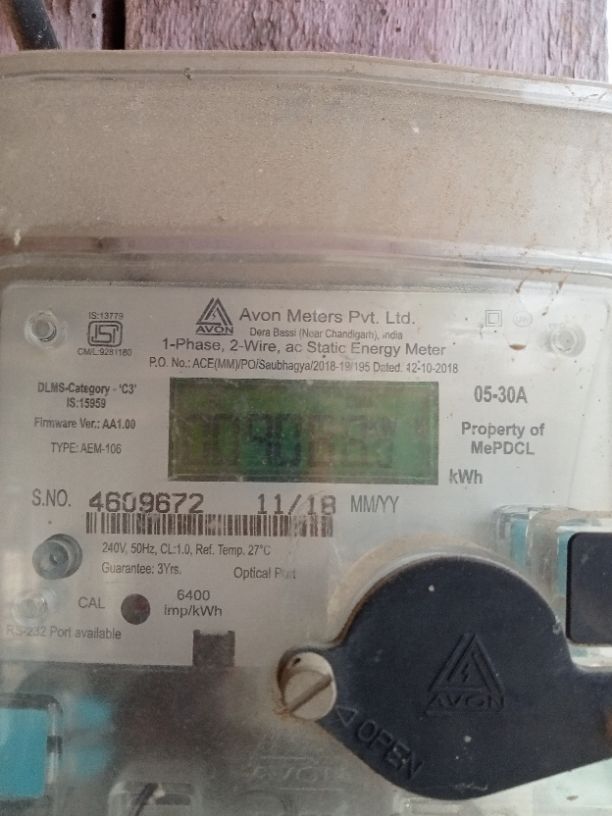 IS:13779
ISI
CM/L:9281180
AVON
Avon Meters Pvt. Ltd.
Dera Bassi (Near Chandigarh), India
1-Phase, 2-Wire, ac Static Energy Meter
P.O. No.: ACE(MM)/PO/Saubhagya/2018-19/195 Dated: 12-10-2018
DLMS-Category - 'C3'
IS:15959
Firmware Ver.: AA1.00
TYPE: AEM-106
05-30A
Property of
MePDCL
kWh
S.NO. 4609672 11/18 MM/YY
240V, 50Hz, CL:1.0, Ref. Temp. 27°C
Guarantee: 3Yrs. Optical Port
CAL 6400
imp/kWh
RS-232 Port available
AVON
OPEN
AVON